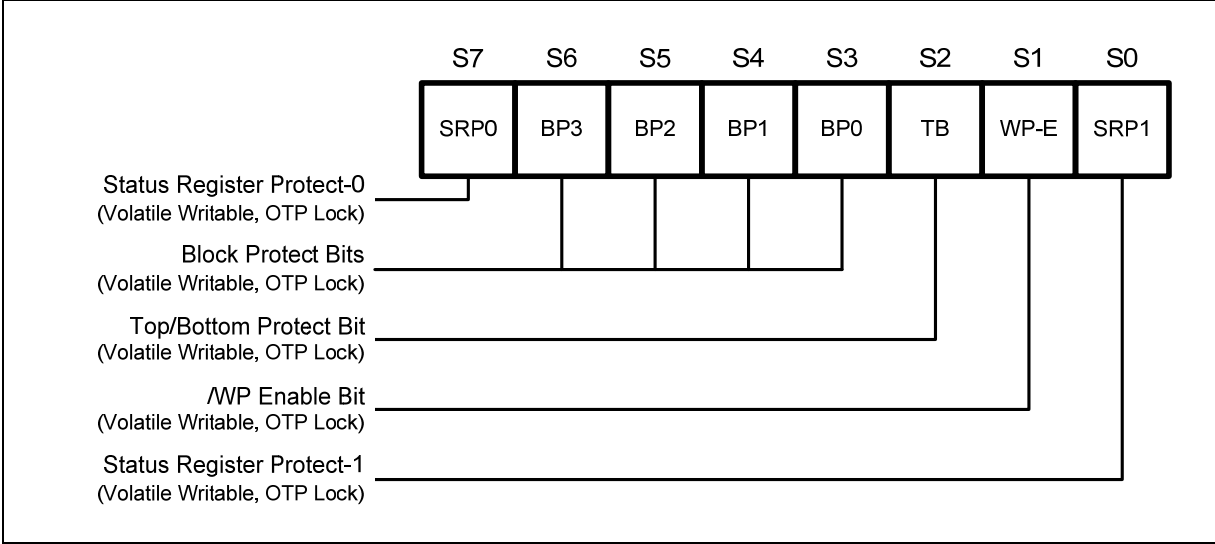 S7 S6 S5 S4 S3 S2 S1 S0
SRP0 BP3 BP2 BP1 BP0 TB WP-E SRP1
Status Register Protect-0
(Volatile Writable, OTP Lock)
Block Protect Bits
(Volatile Writable, OTP Lock)
Top/Bottom Protect Bit
(Volatile Writable, OTP Lock)
/WP Enable Bit
(Volatile Writable, OTP Lock)
Status Register Protect-1
(Volatile Writable, OTP Lock)